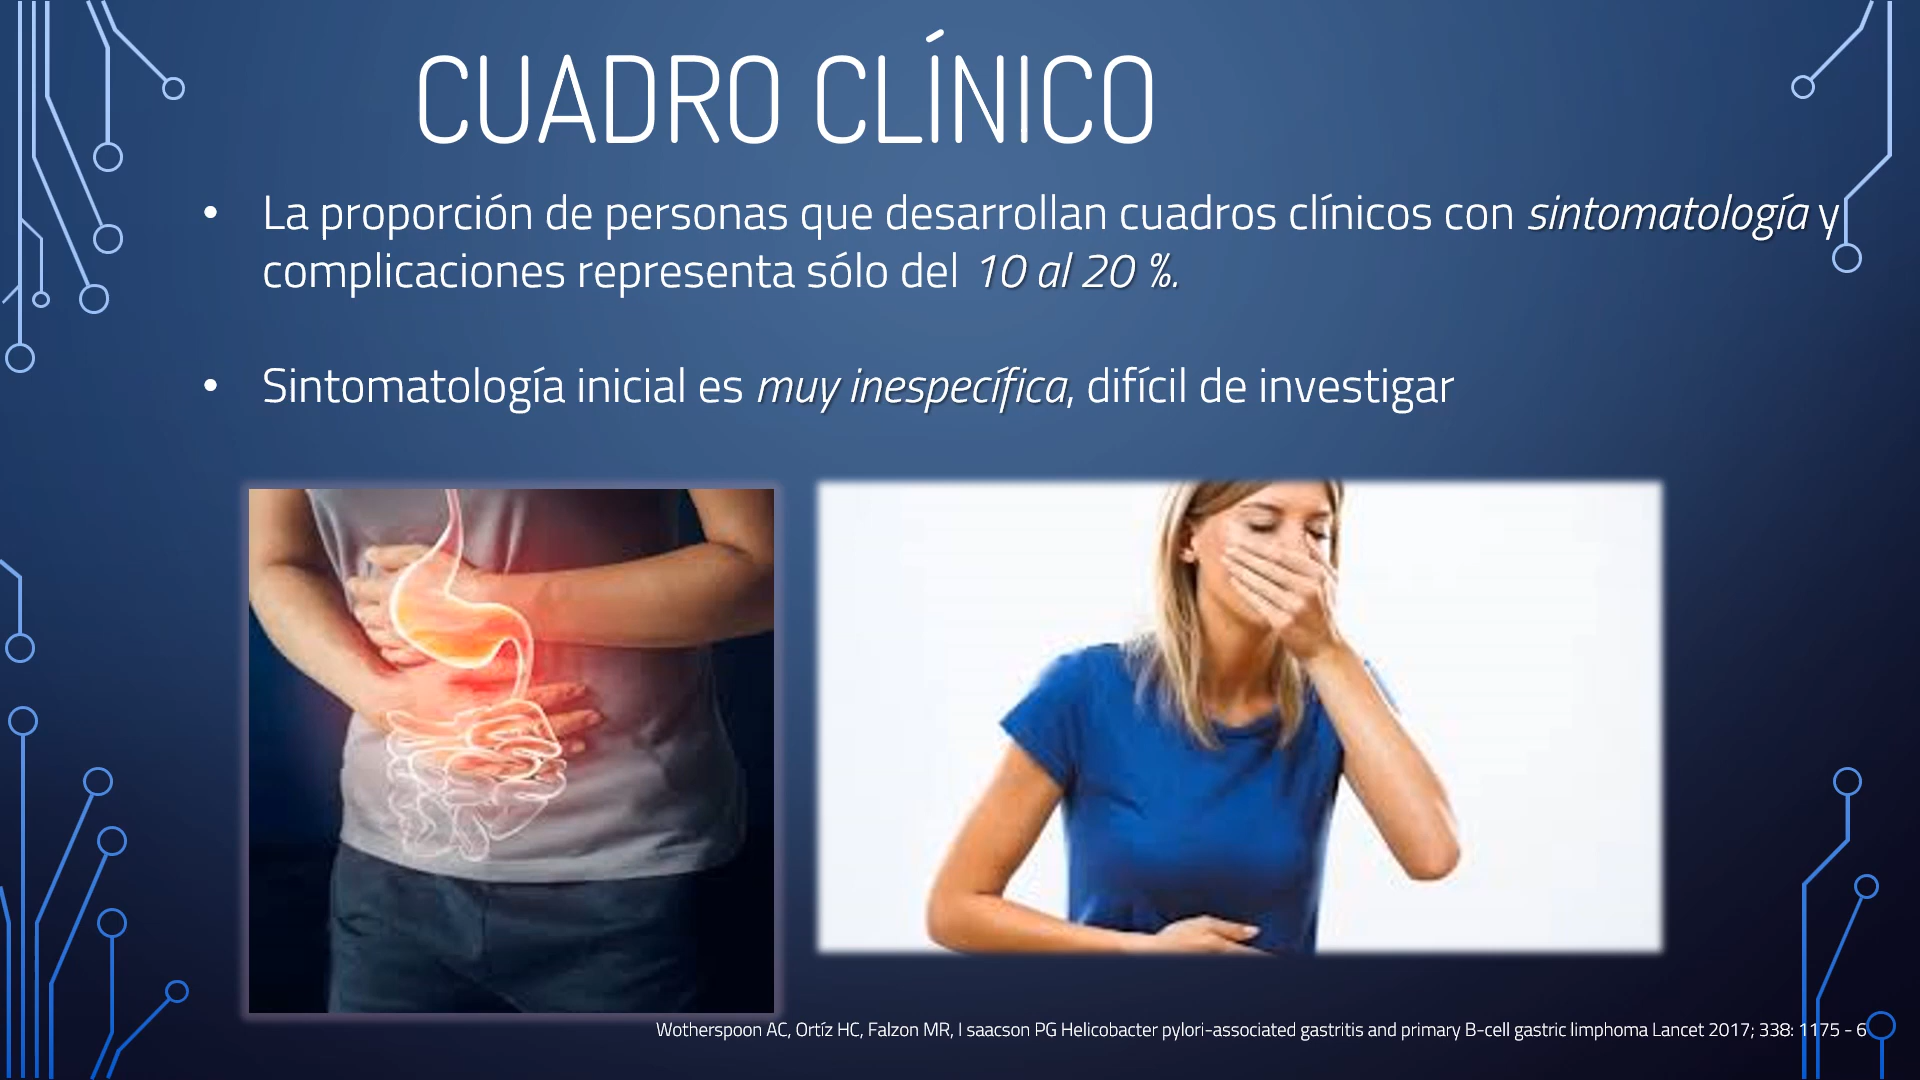 CUADRO CLÍNICO
• La proporción de personas que desarrollan cuadros clínicos con sintomatología y
complicaciones representa sólo del 10 al 20 %.
• Sintomatología inicial es muy inespecífica, difícil de investigar
Wotherspoon AC, Ortíz HC, Falzon MR, I saacson PG Helicobacter pylori-associated gastritis and primary B-cell gastric limphoma Lancet 2017; 338: 1175 - 6